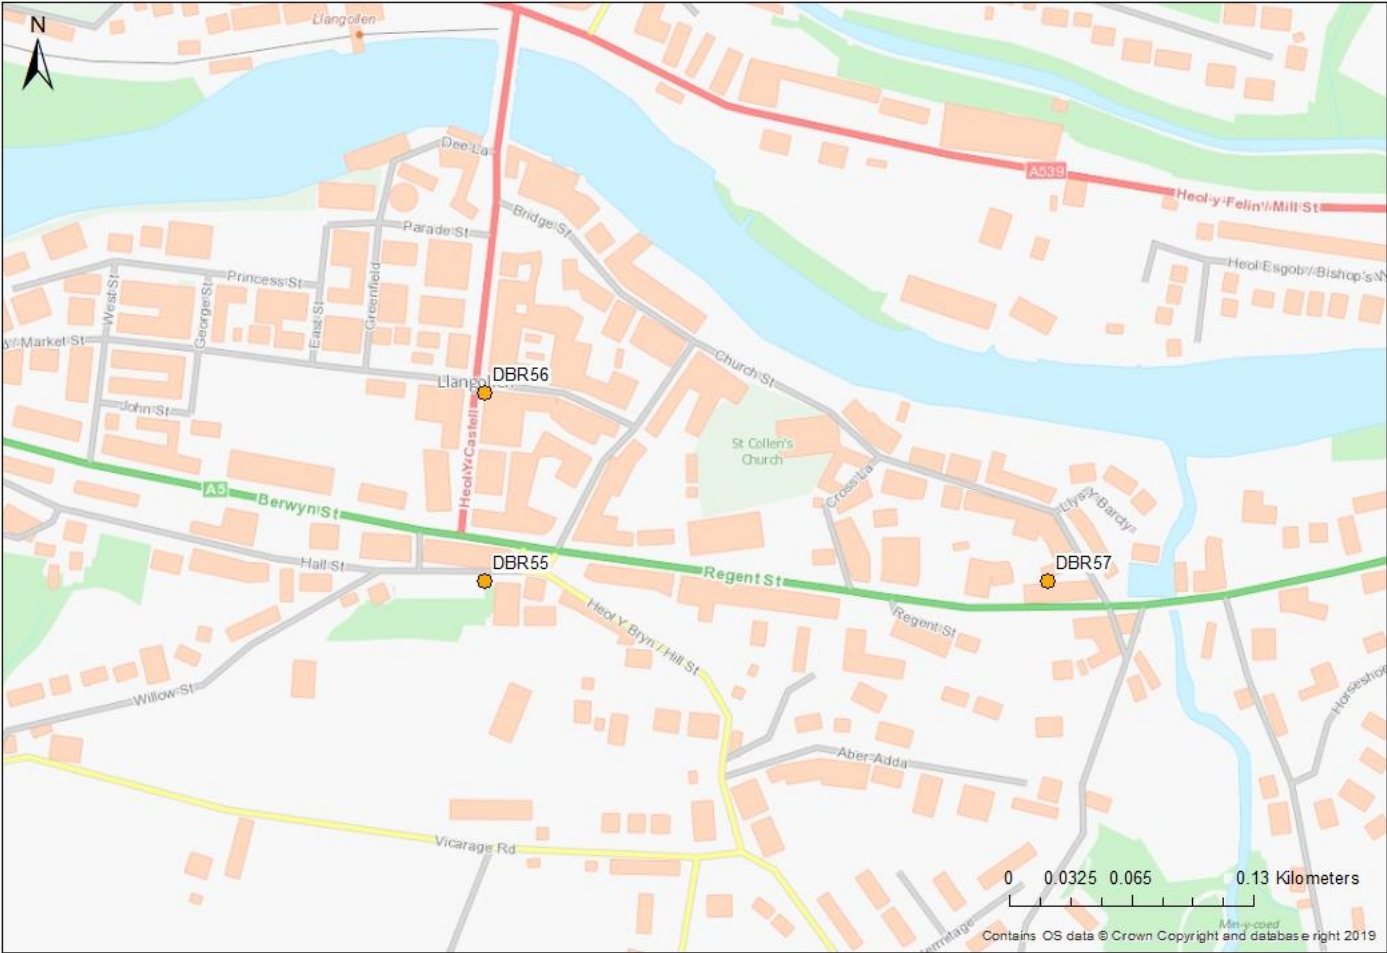 N
Llangollen
Dee La
A539
Heol y Felin / Mill St
Bridge St
Parade St
Heol Esgob / Bishop's
Princess St
West St
George St
East St
Greenfield
/ Market St
Church St
DBR56
Llangollen
John St
Heol Y Castell
St Collen's
Church
Cross La
A5
Berwyn St
Llys Y Barcty
Hall St
DBR55
Regent St
DBR57
Heol Y Bryn / Hill St
Regent St
Willow St
Horseshoe
Aber Adda
Vicarage Rd
0 0.0325 0.065 0.13 Kilometers
Min-y-coed
ermitage
Contains OS data © Crown Copyright and database right 2019